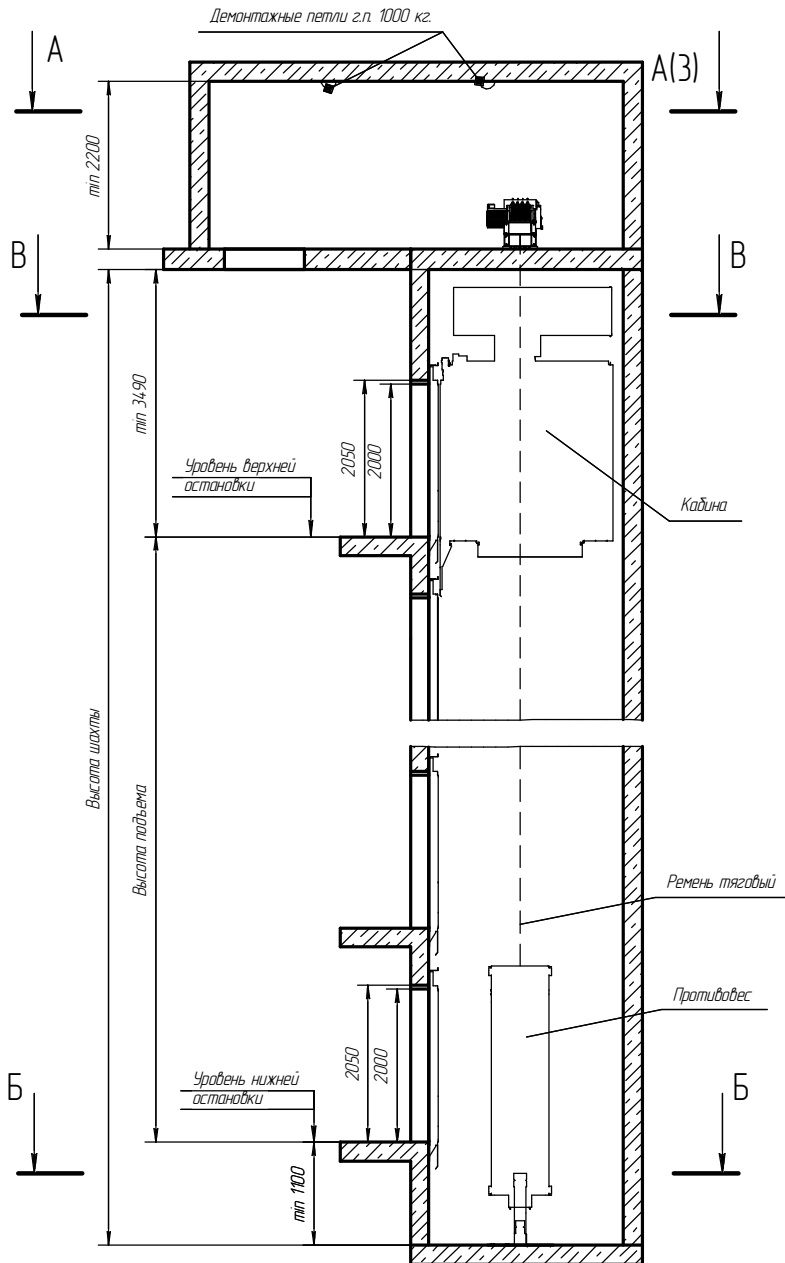 Демонтажные петли г.п. 1000 кг.
А
А(3)
min 2200
В
В
min 3490
2050
2000
Уровень верхней
остановки
Кабина
Высота шахты
Высота подъема
Ремень тяговый
Противовес
2050
2000
Уровень нижней
остановки
Б
Б
min 1100